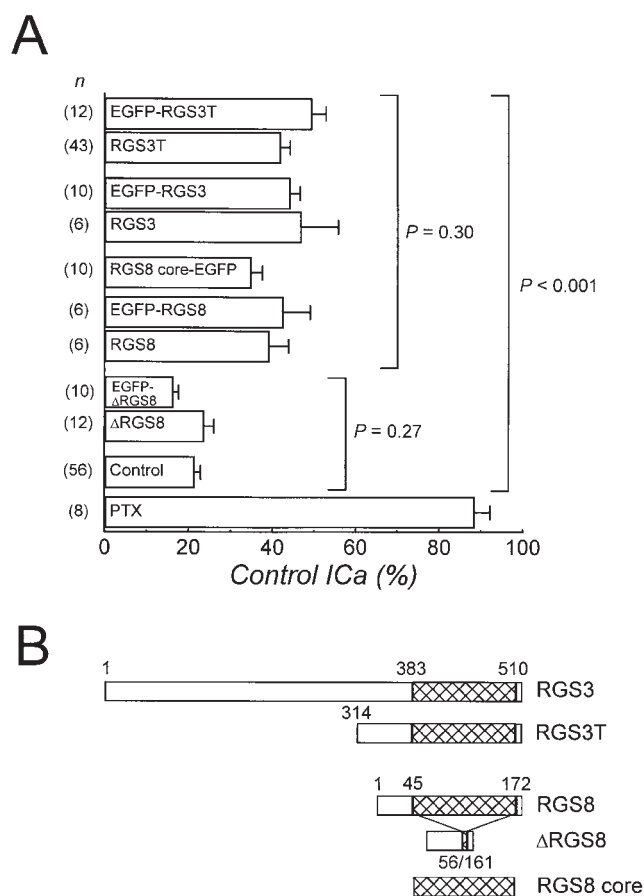 A
n
(12) EGFP-RGS3T
(43) RGS3T
(10) EGFP-RGS3
(6) RGS3
P = 0.30
(10) RGS8 core-EGFP
P < 0.001
(6) EGFP-RGS8
(6) RGS8
(10) EGFP-
ΔRGS8
(12) ΔRGS8
P = 0.27
(56) Control
(8) PTX
0 20 40 60 80 100
Control ICa (%)
B
1 383 510
RGS3
314
RGS3T
1 45 172
RGS8
ΔRGS8
56/161
RGS8 core